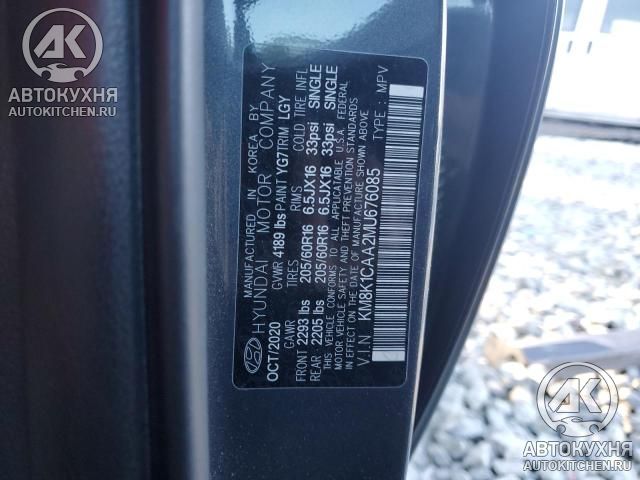 AK
АВТОКУХНЯ
AUTOKITCHEN.RU
MANUFACTURED IN KOREA BY
HYUNDAI MOTOR COMPANY
OCT/2020 GVWR 4189 lbs PAINT YG7 TRIM LGY
GAWR TIRES RIMS COLD TIRE INFL
FRONT 2293 lbs 205/60R16 6.5JX16 33psi SINGLE
REAR 2205 lbs 205/60R16 6.5JX16 33psi SINGLE
THIS VEHICLE CONFORMS TO ALL APPLICABLE U.S.A. FEDERAL
MOTOR VEHICLE SAFETY AND THEFT PREVENTION STANDARDS
IN EFFECT ON THE DATE OF MANUFACTURE SHOWN ABOVE
V.I.N KM8K1CAA2MU676085 TYPE : MPV
AK
АВТОКУХНЯ
AUTOKITCHEN.RU